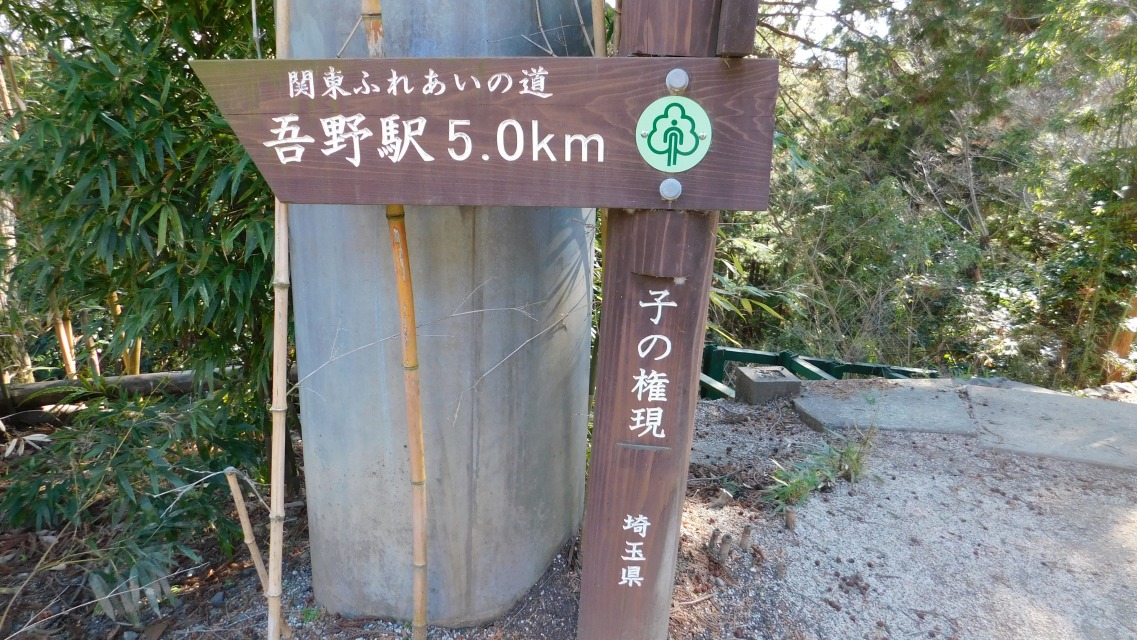 関東ふれあいの道
吾野駅 5.0km
子の権現
埼玉県